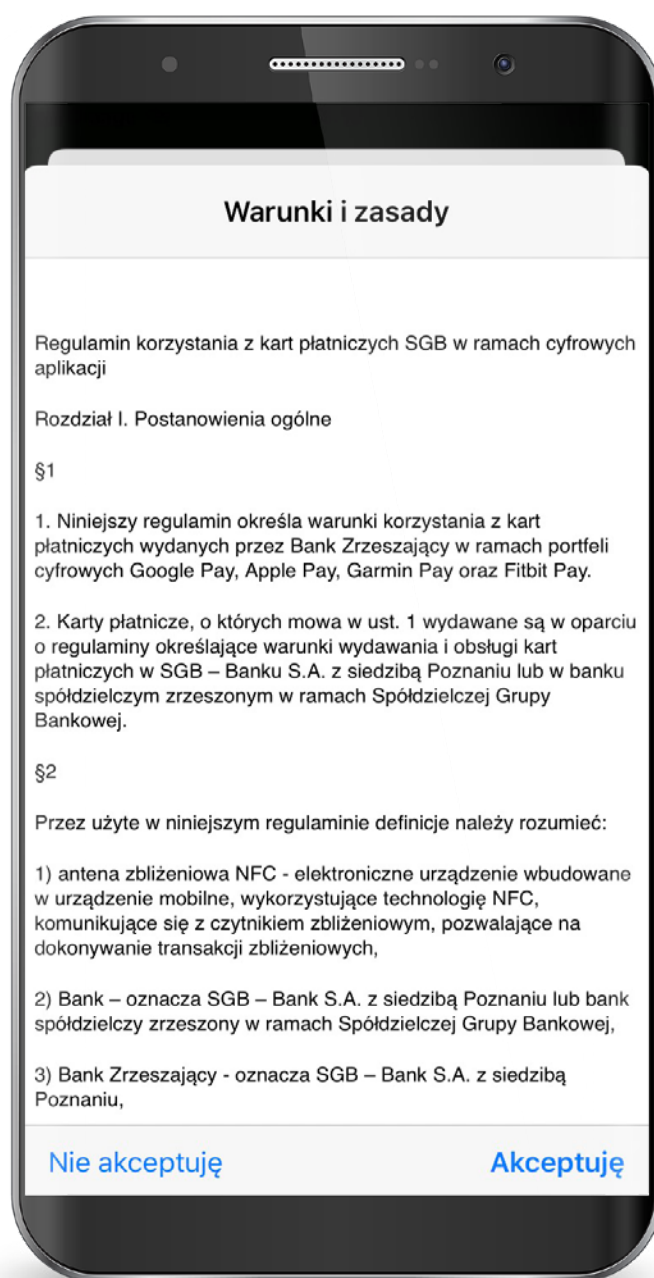 Warunki i zasady
Regulamin korzystania z kart płatniczych SGB w ramach cyfrowych
aplikacji
Rozdział I. Postanowienia ogólne
§1
1. Niniejszy regulamin określa warunki korzystania z kart
płatniczych wydanych przez Bank Zrzeszający w ramach portfeli
cyfrowych Google Pay, Apple Pay, Garmin Pay oraz Fitbit Pay.
2. Karty płatnicze, o których mowa w ust. 1 wydawane są w oparciu
o regulaminy określające warunki wydawania i obsługi kart
płatniczych w SGB – Banku S.A. z siedzibą Poznaniu lub w banku
spółdzielczym zrzeszonym w ramach Spółdzielczej Grupy
Bankowej.
§2
Przez użyte w niniejszym regulaminie definicje należy rozumieć:
1) antena zbliżeniowa NFC - elektroniczne urządzenie wbudowane
w urządzenie mobilne, wykorzystujące technologię NFC,
komunikujące się z czytnikiem zbliżeniowym, pozwalające na
dokonywanie transakcji zbliżeniowych,
2) Bank – oznacza SGB – Bank S.A. z siedzibą Poznaniu lub bank
spółdzielczy zrzeszony w ramach Spółdzielczej Grupy Bankowej,
3) Bank Zrzeszający - oznacza SGB – Bank S.A. z siedzibą
Poznaniu,
Nie akceptuję
Akceptuję